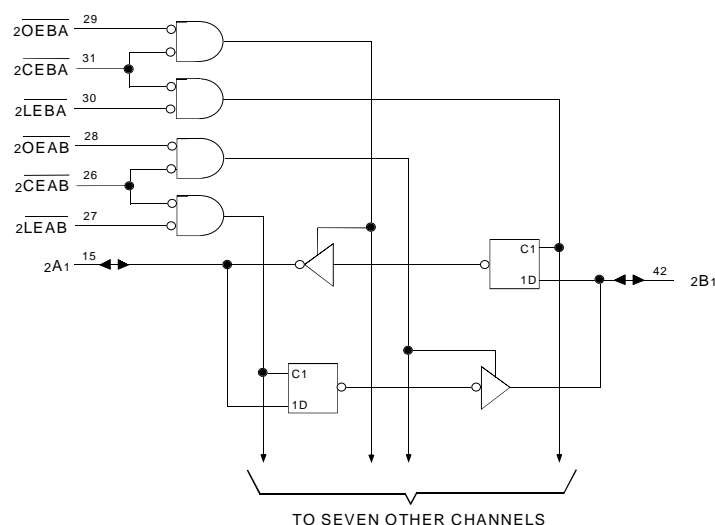 2OEBA 29
2CEBA 31
2LEBA 30
2OEAB 28
2CEAB 26
2LEAB 27
2A1 15
C1
1D
42 2B1
C1
1D
TO SEVEN OTHER CHANNELS